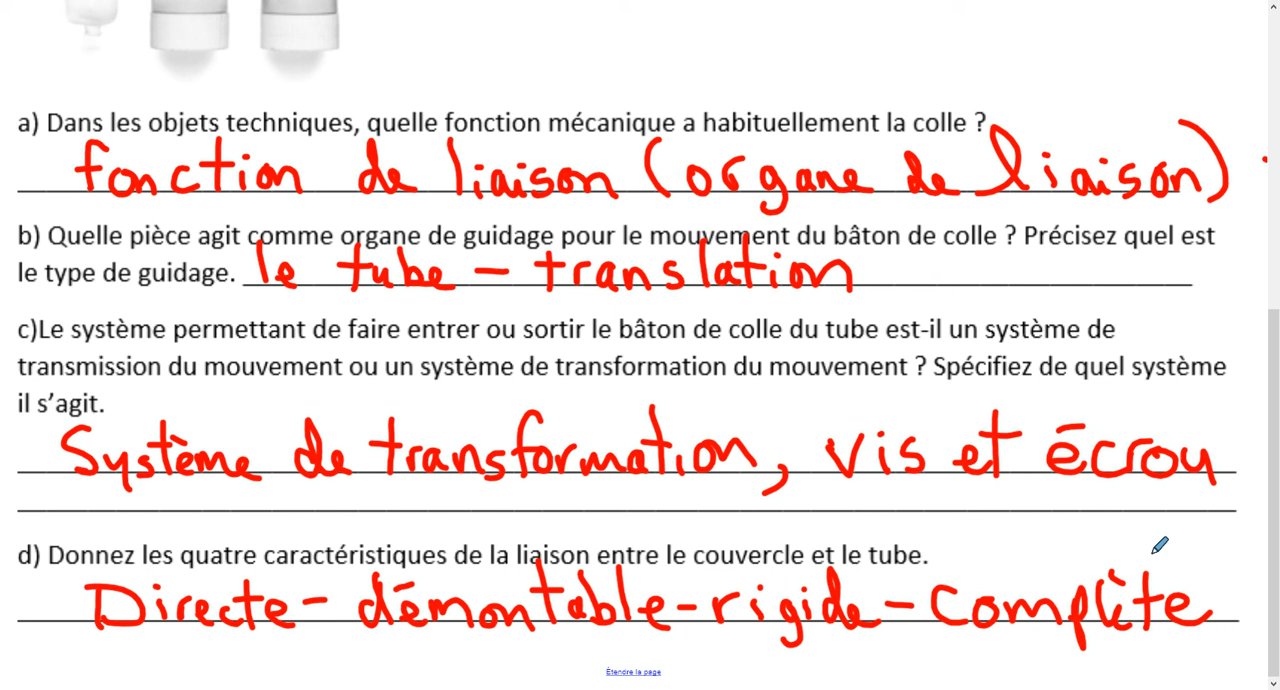 a) Dans les objets techniques, quelle fonction mécanique a habituellement la colle ?
fonction de liaison (organe de liaison)
b) Quelle pièce agit comme organe de guidage pour le mouvement du bâton de colle ? Précisez quel est
le type de guidage. le tube - translation
c)Le système permettant de faire entrer ou sortir le bâton de colle du tube est-il un système de
transmission du mouvement ou un système de transformation du mouvement ? Spécifiez de quel système
il s'agit.
Système de transformation, vis et écrou
d) Donnez les quatre caractéristiques de la liaison entre le couvercle et le tube.
Directe - démontable - rigide - Complète
Étendre la page